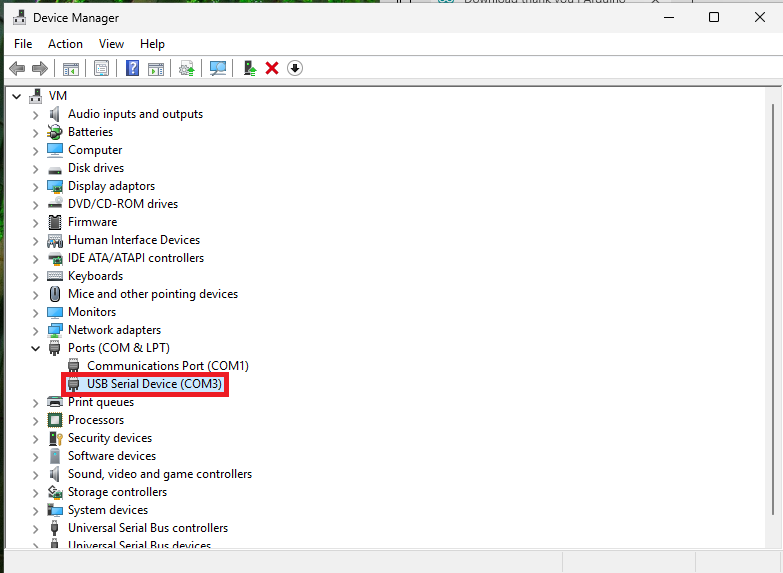 Download thank you | Arduino
Device Manager
File Action View Help
VM
Audio inputs and outputs
Batteries
Computer
Disk drives
Display adaptors
DVD/CD-ROM drives
Firmware
Human Interface Devices
IDE ATA/ATAPI controllers
Keyboards
Mice and other pointing devices
Monitors
Network adapters
Ports (COM & LPT)
Communications Port (COM1)
USB Serial Device (COM3)
Print queues
Processors
Security devices
Software devices
Sound, video and game controllers
Storage controllers
System devices
Universal Serial Bus controllers
Universal Serial Bus devices